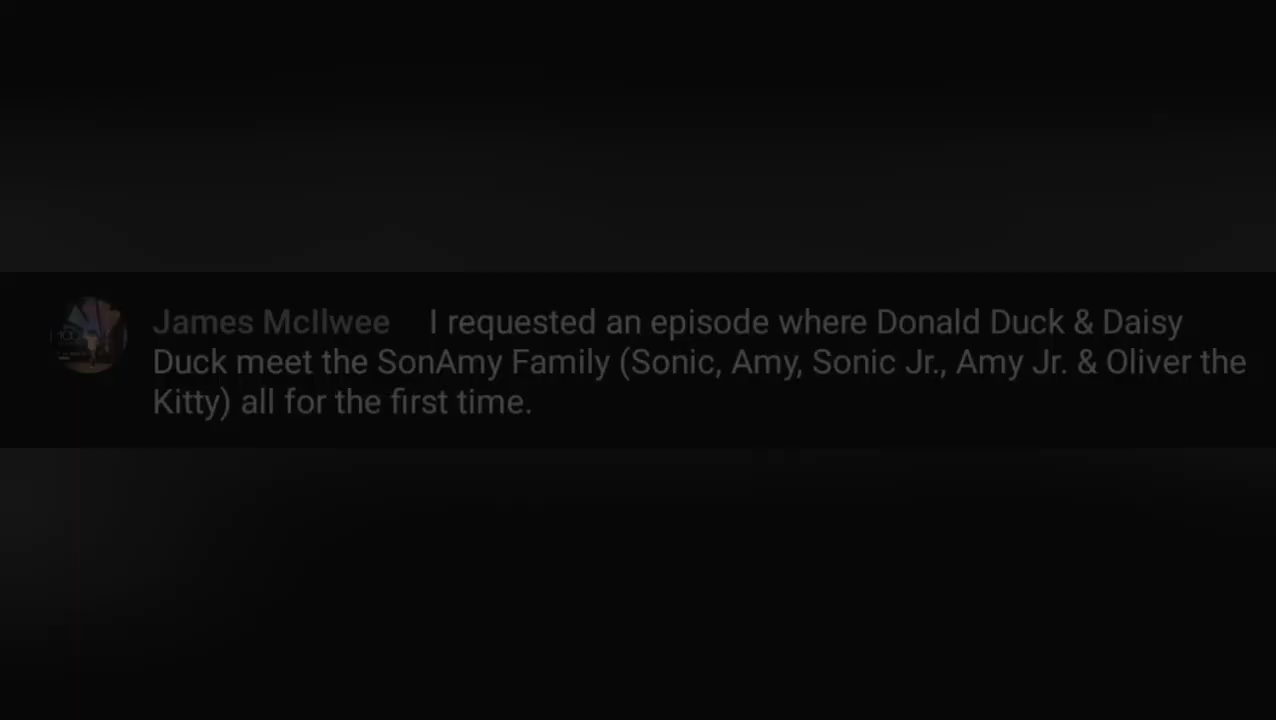 James McIlwee I requested an episode where Donald Duck & Daisy
Duck meet the SonAmy Family (Sonic, Amy, Sonic Jr., Amy Jr. & Oliver the
Kitty) all for the first time.